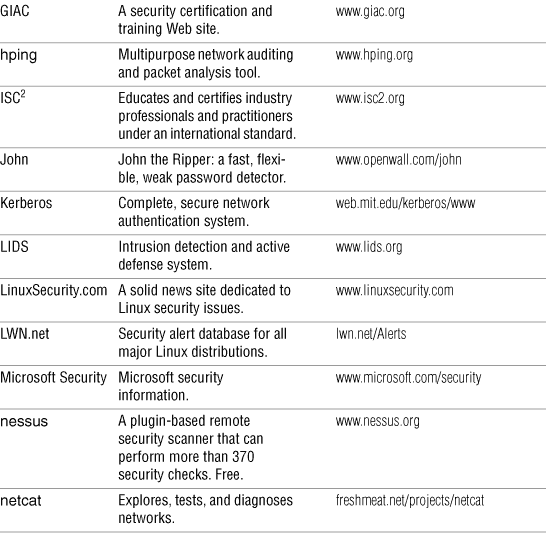 GIAC A security certification and www.giac.org
training Web site.
hping Multipurpose network auditing www.hping.org
and packet analysis tool.
ISC² Educates and certifies industry www.isc2.org
professionals and practitioners
under an international standard.
John John the Ripper: a fast, flexi- www.openwall.com/john
ble, weak password detector.
Kerberos Complete, secure network web.mit.edu/kerberos/www
authentication system.
LIDS Intrusion detection and active www.lids.org
defense system.
LinuxSecurity.com A solid news site dedicated to www.linuxsecurity.com
Linux security issues.
LWN.net Security alert database for all lwn.net/Alerts
major Linux distributions.
Microsoft Security Microsoft security www.microsoft.com/security
information.
nessus A plugin-based remote www.nessus.org
security scanner that can
perform more than 370
security checks. Free.
netcat Explores, tests, and diagnoses freshmeat.net/projects/netcat
networks.